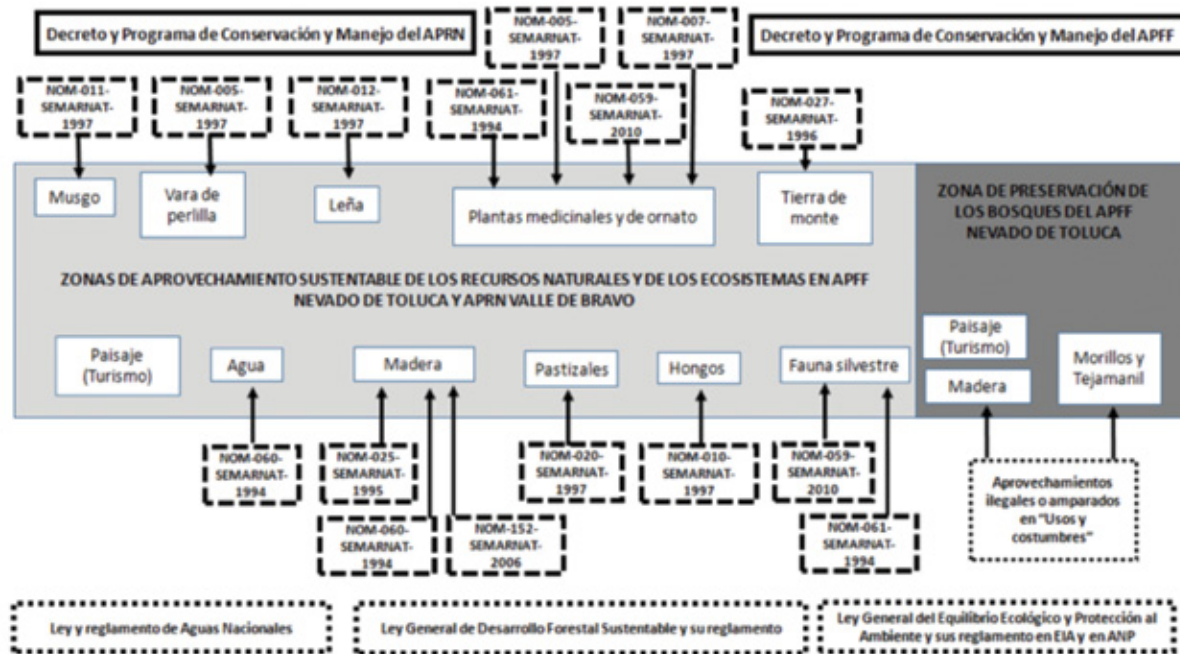 Decreto y Programa de Conservación y Manejo del APRN
NOM-005-
SEMARNAT-
1997
NOM-007-
SEMARNAT-
1997
Decreto y Programa de Conservación y Manejo del APFF
NOM-011-
SEMARNAT-
1997
NOM-005-
SEMARNAT-
1997
NOM-012-
SEMARNAT-
1997
NOM-061-
SEMARNAT-
1994
NOM-059-
SEMARNAT-
2010
NOM-027-
SEMARNAT-
1996
Musgo
Vara de
perlilla
Leña
Plantas medicinales y de ornato
Tierra de
monte
ZONA DE PRESERVACIÓN DE
LOS BOSQUES DEL APFF
NEVADO DE TOLUCA
ZONAS DE APROVECHAMIENTO SUSTENTABLE DE LOS RECURSOS NATURALES Y DE LOS ECOSISTEMAS EN APFF
NEVADO DE TOLUCA Y APRN VALLE DE BRAVO
Paisaje
(Turismo)
Agua
Madera
Pastizales
Hongos
Fauna silvestre
Paisaje
(Turismo)
Madera
Morillos y
Tejamanil
NOM-060-
SEMARNAT-
1994
NOM-025-
SEMARNAT-
1995
NOM-060-
SEMARNAT-
1994
NOM-152-
SEMARNAT-
2006
NOM-020-
SEMARNAT-
1997
NOM-010-
SEMARNAT-
1997
NOM-059-
SEMARNAT-
2010
NOM-061-
SEMARNAT-
1994
Aprovechamientos
ilegales o amparados
en "Usos y
costumbres"
Ley y reglamento de Aguas Nacionales
Ley General de Desarrollo Forestal Sustentable y su reglamento
Ley General del Equilibrio Ecológico y Protección al
Ambiente y sus reglamento en EIA y en ANP